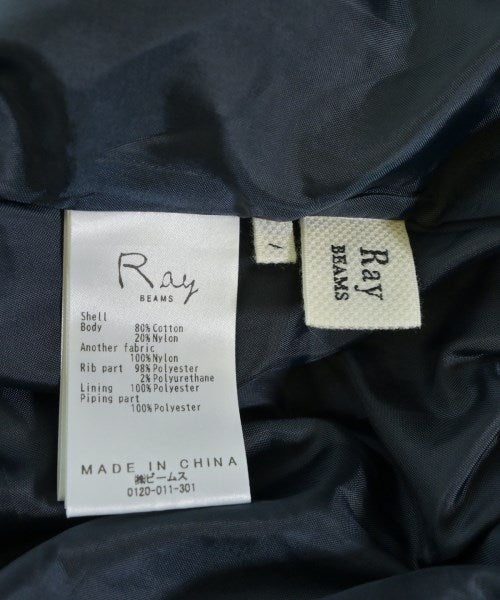 Ray
BEAMS
Shell
Body 80% Cotton
20% Nylon
Another fabric
100% Nylon
Rib part 98% Polyester
2% Polyurethane
Lining 100% Polyester
Piping part
100% Polyester
MADE IN CHINA
㈱ビームス
0120-011-301
1
Ray
BEAMS